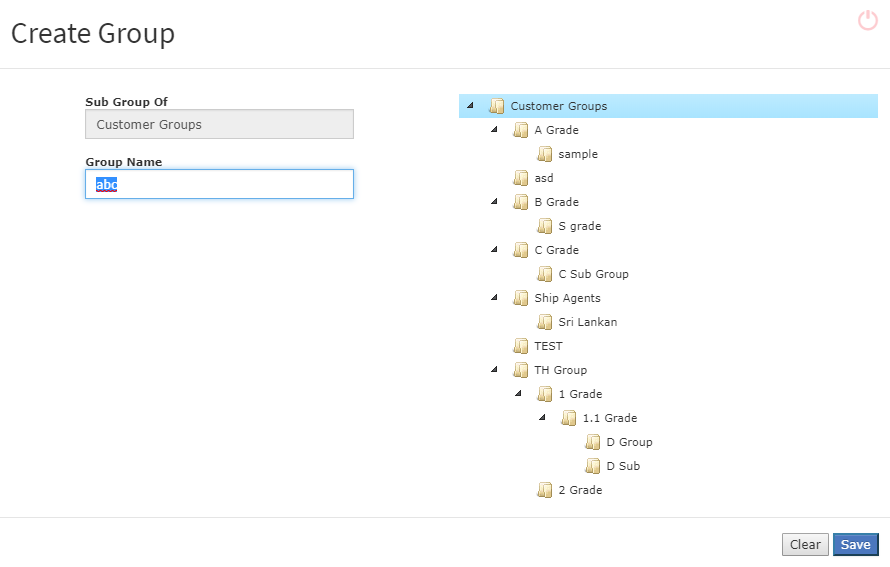 Create Group
Sub Group Of
Customer Groups
Group Name
abc
Customer Groups
A Grade
sample
asd
B Grade
S grade
C Grade
C Sub Group
Ship Agents
Sri Lankan
TEST
TH Group
1 Grade
1.1 Grade
D Group
D Sub
2 Grade
Clear
Save